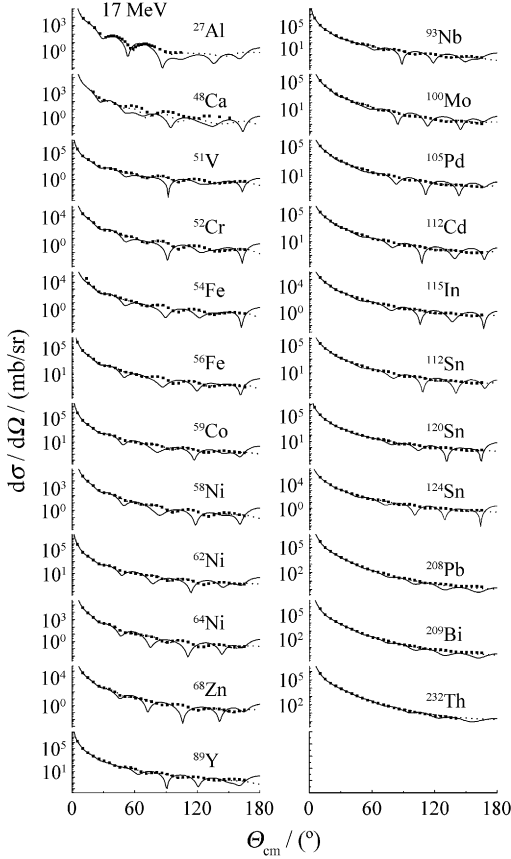 17 MeV
²⁷Al
10³
10⁰
⁴⁸Ca
10³
10⁰
⁵¹V
10⁵
10⁰
⁵²Cr
10⁴
10⁰
⁵⁴Fe
10⁴
10⁰
⁵⁶Fe
10⁵
10⁰
⁵⁹Co
10⁵
10¹
⁵⁸Ni
10³
10⁰
⁶²Ni
10⁵
10⁰
⁶⁴Ni
10³
10⁰
⁶⁸Zn
10⁴
10⁰
⁸⁹Y
10⁵
10¹
0 60 120 180
⁹³Nb
10⁵
10¹
¹⁰⁰Mo
10⁵
10¹
¹⁰⁵Pd
10⁵
10¹
¹¹²Cd
10⁵
10¹
¹¹⁵In
10⁴
10⁰
¹¹²Sn
10⁵
10¹
¹²⁰Sn
10⁵
10¹
¹²⁴Sn
10⁴
10⁰
²⁰⁸Pb
10⁵
10²
²⁰⁹Bi
10⁵
10²
²³²Th
10⁵
10²
0 60 120 180
dσ / dΩ / (mb/sr)
Θcm / (º)